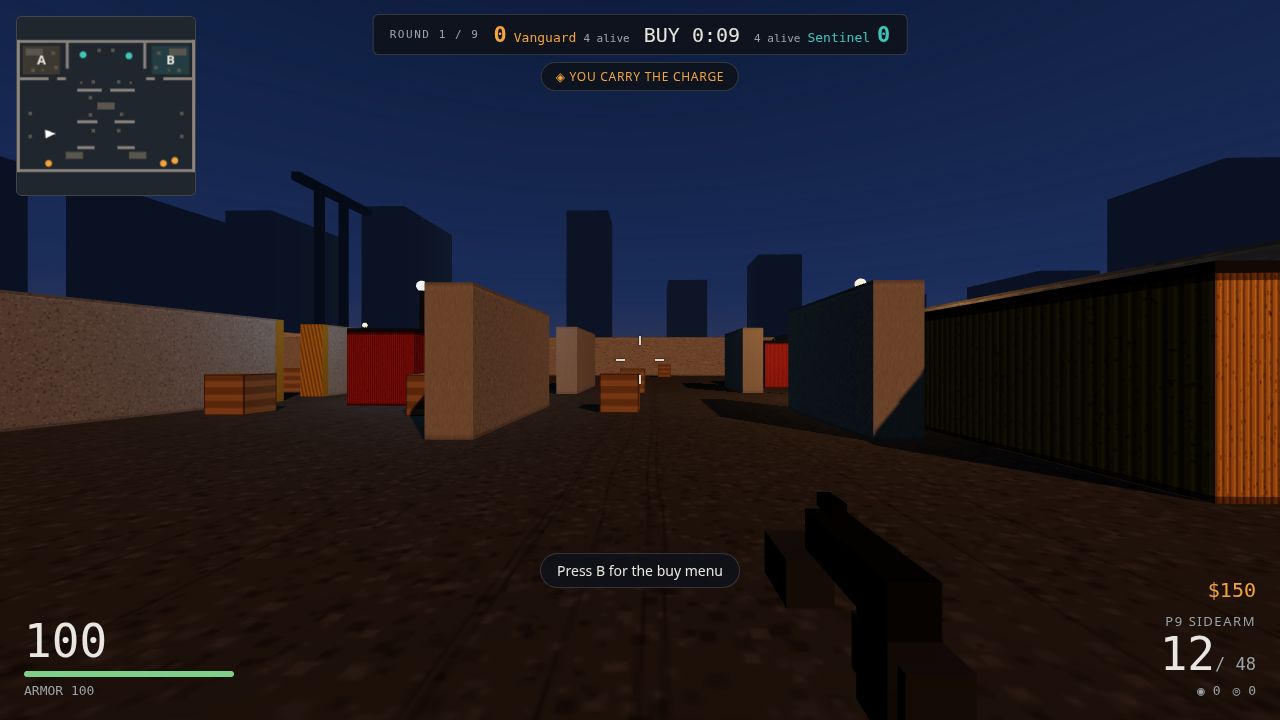 A
B
ROUND 1 / 9 0 Vanguard 4 alive BUY 0:09 4 alive Sentinel 0
◈ YOU CARRY THE CHARGE
Press B for the buy menu
100
ARMOR 100
$150
P9 SIDEARM
12 / 48
◉ 0 ◎ 0